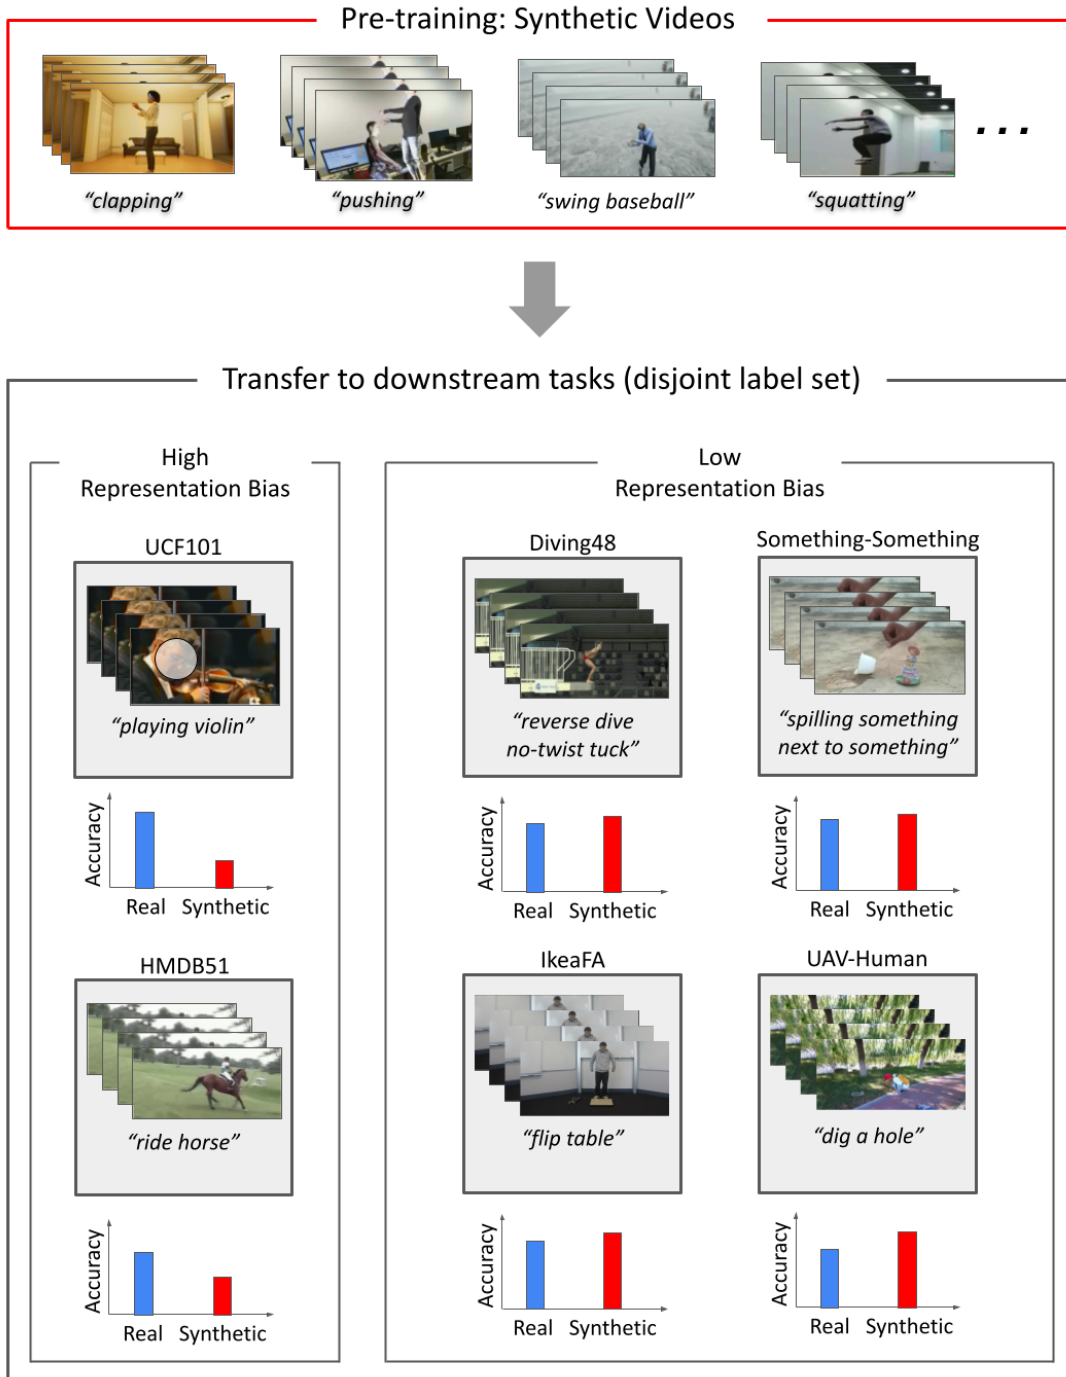 Pre-training: Synthetic Videos
“clapping”
“pushing”
“swing baseball”
“squatting”
...
Transfer to downstream tasks (disjoint label set)
High
Representation Bias
UCF101
“playing violin”
Accuracy
Real
Synthetic
HMDB51
“ride horse”
Accuracy
Real
Synthetic
Low
Representation Bias
Diving48
“reverse dive
no-twist tuck”
Accuracy
Real
Synthetic
Something-Something
“spilling something
next to something”
Accuracy
Real
Synthetic
IkeaFA
“flip table”
Accuracy
Real
Synthetic
UAV-Human
“dig a hole”
Accuracy
Real
Synthetic